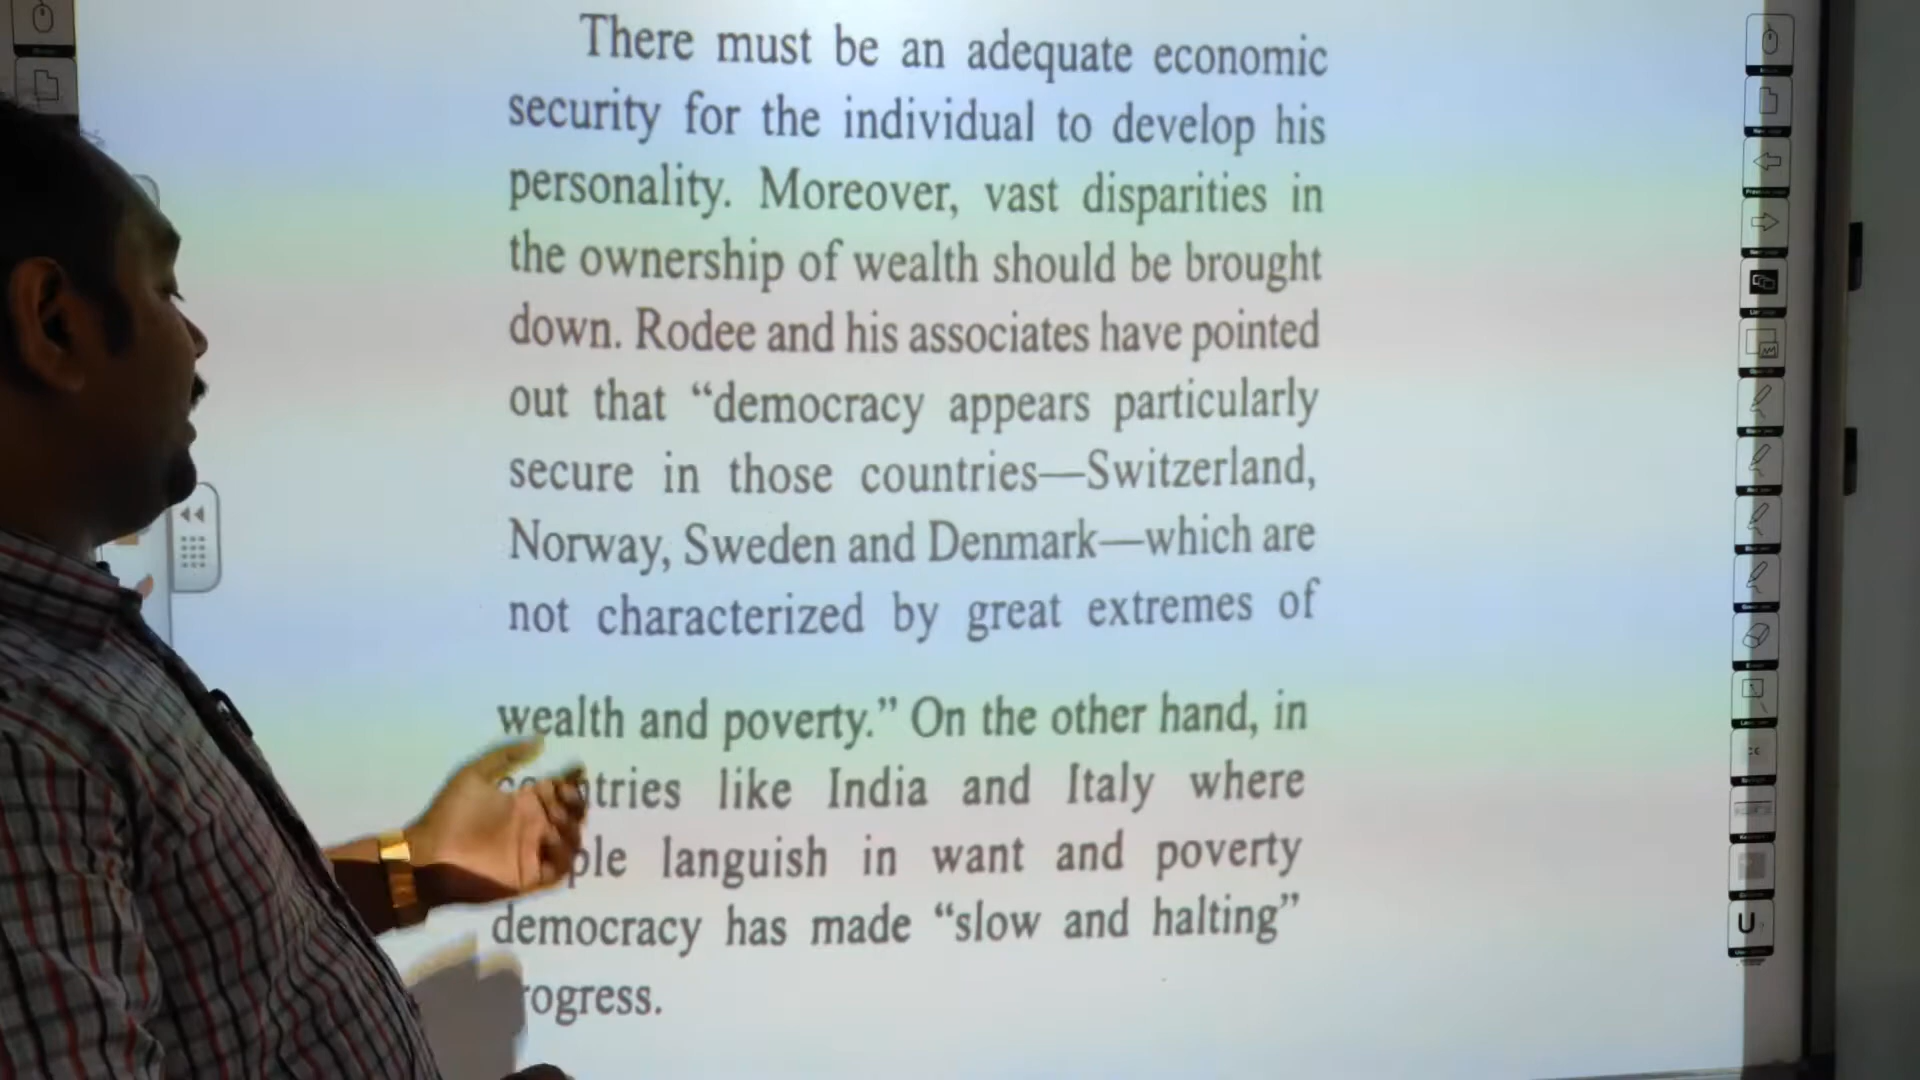 There must be an adequate economic
security for the individual to develop his
personality. Moreover, vast disparities in
the ownership of wealth should be brought
down. Rodee and his associates have pointed
out that “democracy appears particularly
secure in those countries—Switzerland,
Norway, Sweden and Denmark—which are
not characterized by great extremes of
wealth and poverty.” On the other hand, in
like India and Italy where
languish in want and poverty
democracy has made “slow and halting”